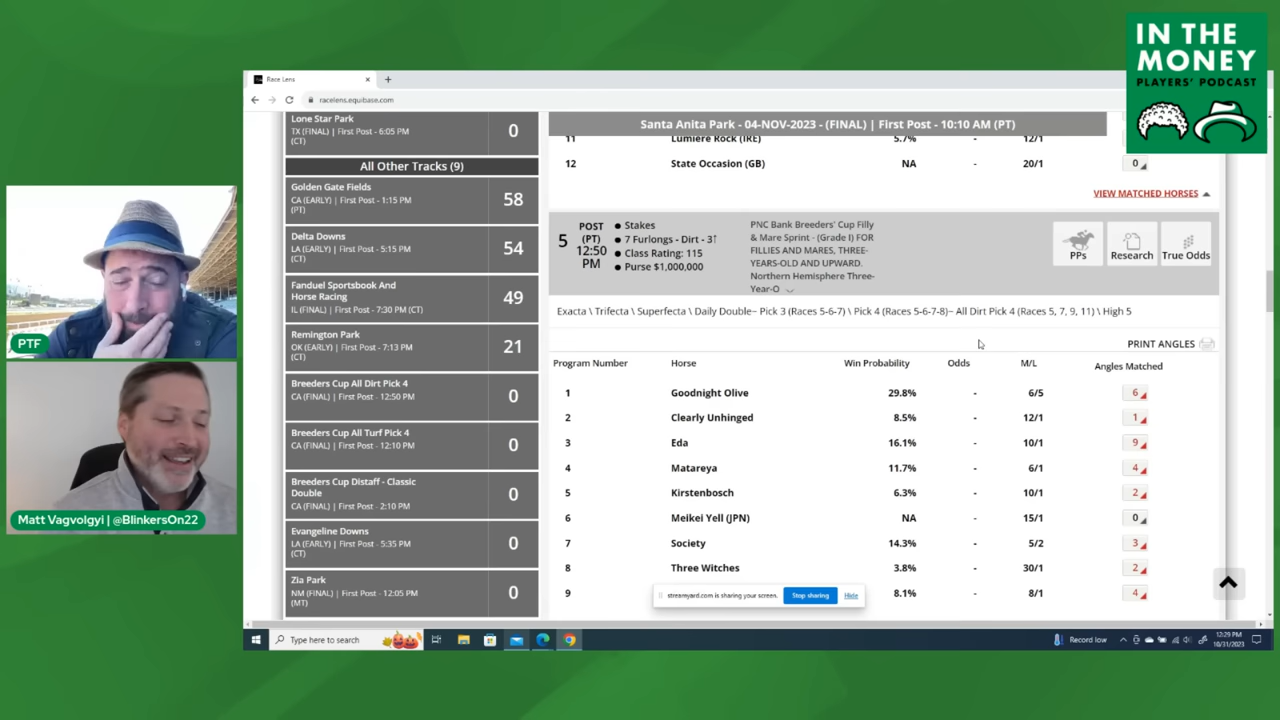 IN THE
MONEY
PLAYERS' PODCAST
Race Lens
racelens.equibase.com
Lone Star Park
TX (FINAL) | First Post - 6:05 PM
(CT)
0
All Other Tracks (9)
Golden Gate Fields
CA (EARLY) | First Post - 1:15 PM
(PT)
58
Delta Downs
LA (EARLY) | First Post - 5:15 PM
(CT)
54
Fanduel Sportsbook And
Horse Racing
IL (FINAL) | First Post - 7:30 PM (CT)
49
Remington Park
OK (EARLY) | First Post - 7:13 PM
(CT)
21
Breeders Cup All Dirt Pick 4
CA (FINAL) | First Post - 12:50 PM
0
Breeders Cup All Turf Pick 4
CA (FINAL) | First Post - 12:10 PM
0
Breeders Cup Distaff - Classic
Double
CA (FINAL) | First Post - 2:10 PM
0
Evangeline Downs
LA (EARLY) | First Post - 5:35 PM
(CT)
0
Zia Park
NM (FINAL) | First Post - 12:05 PM
(MT)
0
Santa Anita Park - 04-NOV-2023 - (FINAL) | First Post - 10:10 AM (PT)
11 Lumiere Rock (IRE) 5.7% - 12/1
12 State Occasion (GB) NA - 20/1 0
VIEW MATCHED HORSES
5
POST
(PT)
12:50
PM
Stakes
7 Furlongs - Dirt - 3↑
Class Rating: 115
Purse $1,000,000
PNC Bank Breeders' Cup Filly
& Mare Sprint - (Grade I) FOR
FILLIES AND MARES, THREE-
YEARS-OLD AND UPWARD.
Northern Hemisphere Three-
Year-O
PPs
Research
True Odds
Exacta \ Trifecta \ Superfecta \ Daily Double~ Pick 3 (Races 5-6-7) \ Pick 4 (Races 5-6-7-8)~ All Dirt Pick 4 (Races 5, 7, 9, 11) \ High 5
PRINT ANGLES
Program Number Horse Win Probability Odds M/L Angles Matched
1 Goodnight Olive 29.8% - 6/5 6
2 Clearly Unhinged 8.5% - 12/1 1
3 Eda 16.1% - 10/1 9
4 Matareya 11.7% - 6/1 4
5 Kirstenbosch 6.3% - 10/1 2
6 Meikei Yell (JPN) NA - 15/1 0
7 Society 14.3% - 5/2 3
8 Three Witches 3.8% - 30/1 2
9 8.1% - 8/1 4
streamyard.com is sharing your screen.
Stop sharing
Hide
PTF
Matt Vagvolgyi | @BlinkersOn22
Type here to search
Record low
12:29 PM
10/31/2023